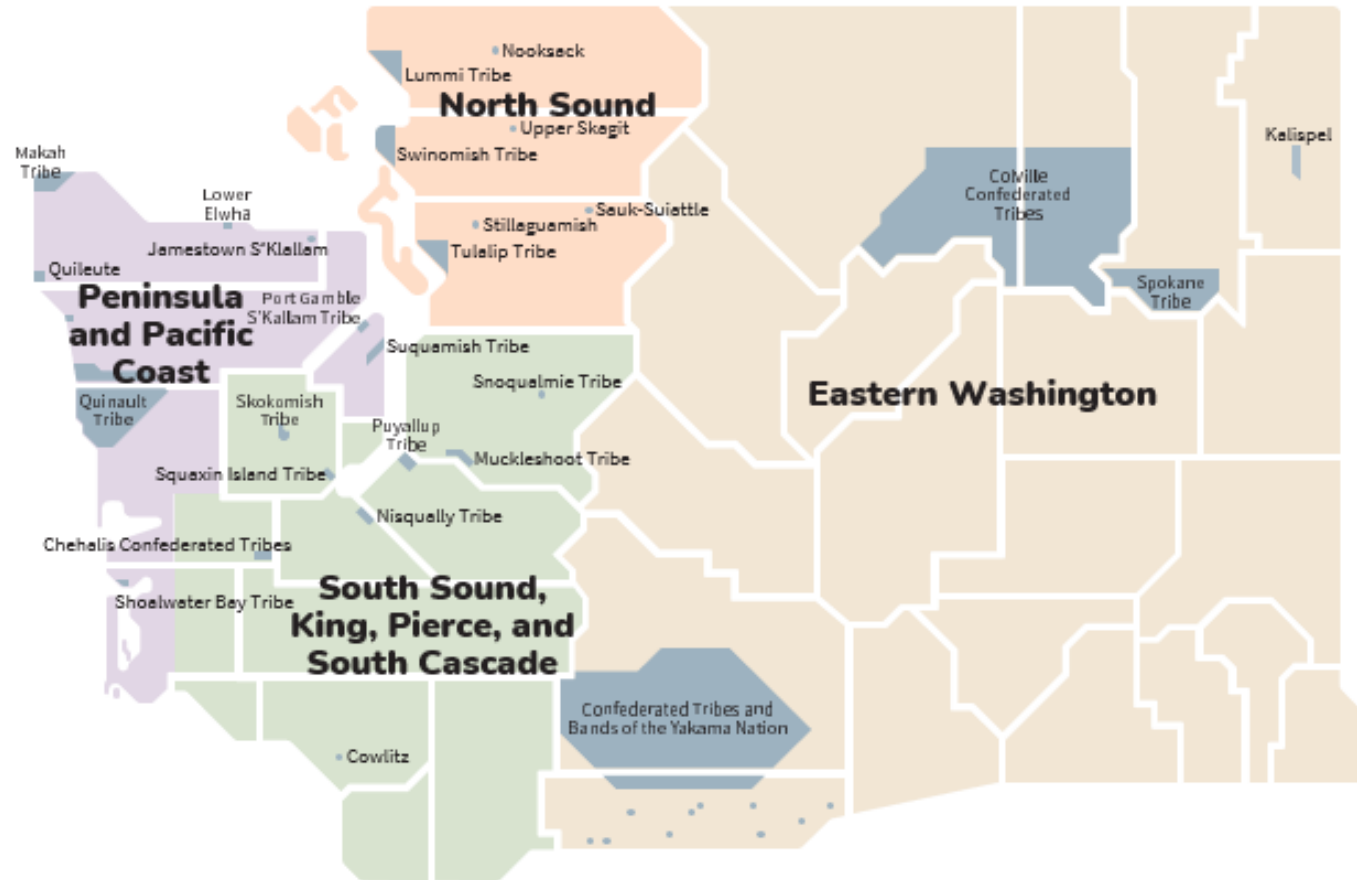 Nooksack
Lummi Tribe
North Sound
Upper Skagit
Swinomish Tribe
Makah
Tribe
Lower
Elwha
Sauk-Suiattle
Stillaguamish
Tulalip Tribe
Jamestown S'Klallam
Quileute
Peninsula
and Pacific
Coast
Port Gamble
S'Kallam Tribe
Suquamish Tribe
Snoqualmie Tribe
Quinault
Tribe
Skokomish
Tribe
Puyallup
Tribe
Squaxin Island Tribe
Muckleshoot Tribe
Nisqually Tribe
Chehalis Confederated Tribes
Shoalwater Bay Tribe
South Sound,
King, Pierce, and
South Cascade
Cowlitz
Kalispel
Colville
Confederated
Tribes
Spokane
Tribe
Eastern Washington
Confederated Tribes and
Bands of the Yakama Nation